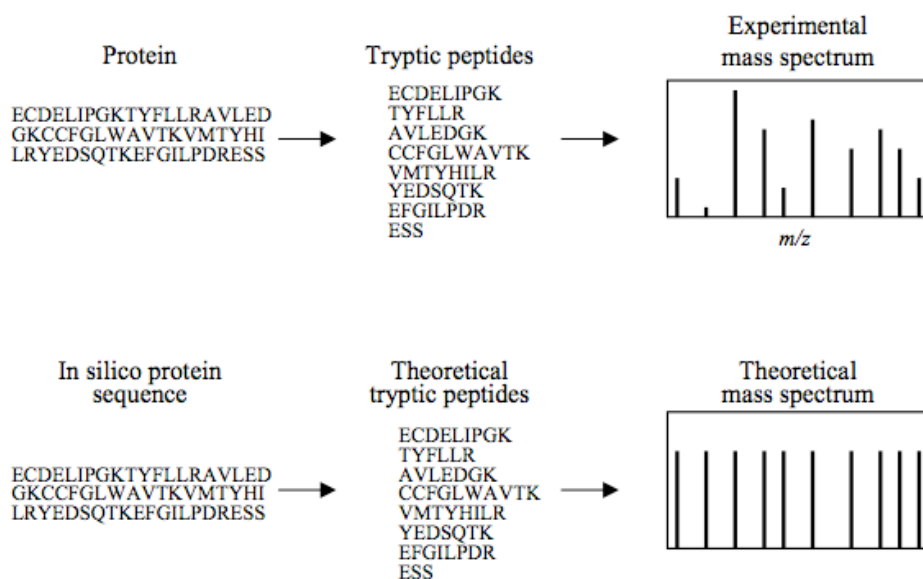 Protein
ECDELIPGKTYFLLRAVLED
GKCCFGLWAVTKVMTYHI
LRYEDSQTKEFGILPDRESS
Tryptic peptides
ECDELIPGK
TYFLLR
AVLEDGK
CCFGLWAVTK
VMTYHILR
YEDSQTK
EFGILPDR
ESS
Experimental
mass spectrum
m/z
In silico protein
sequence
ECDELIPGKTYFLLRAVLED
GKCCFGLWAVTKVMTYHI
LRYEDSQTKEFGILPDRESS
Theoretical
tryptic peptides
ECDELIPGK
TYFLLR
AVLEDGK
CCFGLWAVTK
VMTYHILR
YEDSQTK
EFGILPDR
ESS
Theoretical
mass spectrum